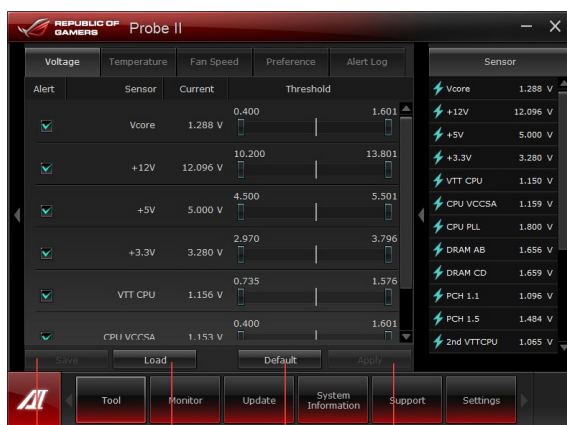 REPUBLIC OF GAMERS Probe II
Voltage Temperature Fan Speed Preference Alert Log
Alert Sensor Current Threshold
Vcore 1.288 V 0.400 1.601
+12V 12.096 V 10.200 13.801
+5V 5.000 V 4.500 5.501
+3.3V 3.280 V 2.970 3.796
VTT CPU 1.156 V 0.735 1.576
CPU VCCSA 1.153 V 0.400 1.601
Save Load Default Apply
Sensor
Vcore 1.288 V
+12V 12.096 V
+5V 5.000 V
+3.3V 3.280 V
VTT CPU 1.150 V
CPU VCCSA 1.159 V
CPU PLL 1.800 V
DRAM AB 1.656 V
DRAM CD 1.659 V
PCH 1.1 1.096 V
PCH 1.5 1.484 V
2nd VTTCPU 1.065 V
AI Tool Monitor Update System Information Support Settings